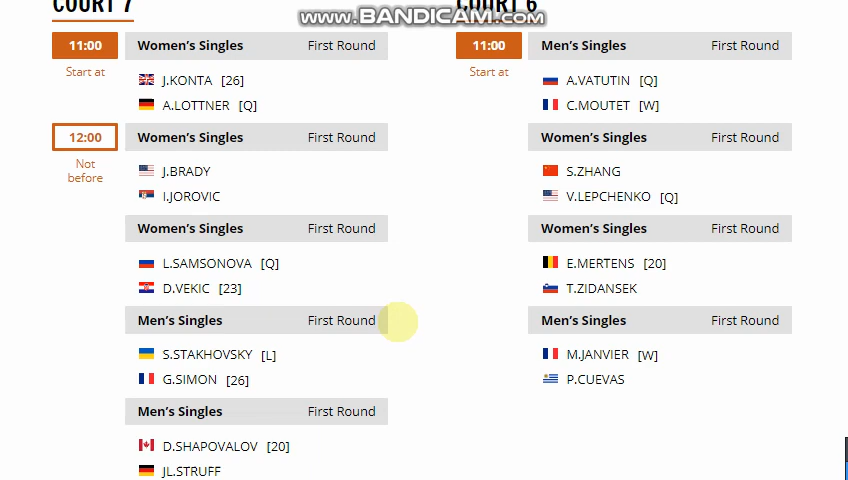 COURT 7
11:00
Start at
Women's Singles First Round
J.KONTA [26]
A.LOTTNER [Q]
12:00
Not
before
Women's Singles First Round
J.BRADY
I.JOROVIC
Women's Singles First Round
L.SAMSONOVA [Q]
D.VEKIC [23]
Men's Singles First Round
S.STAKHOVSKY [L]
G.SIMON [26]
Men's Singles First Round
D.SHAPOVALOV [20]
JL.STRUFF
COURT 6
www.BANDICAM.com
11:00
Start at
Men's Singles First Round
A.VATUTIN [Q]
C.MOUTET [W]
Women's Singles First Round
S.ZHANG
V.LEPCHENKO [Q]
Women's Singles First Round
E.MERTENS [20]
T.ZIDANSEK
Men's Singles First Round
M.JANVIER [W]
P.CUEVAS